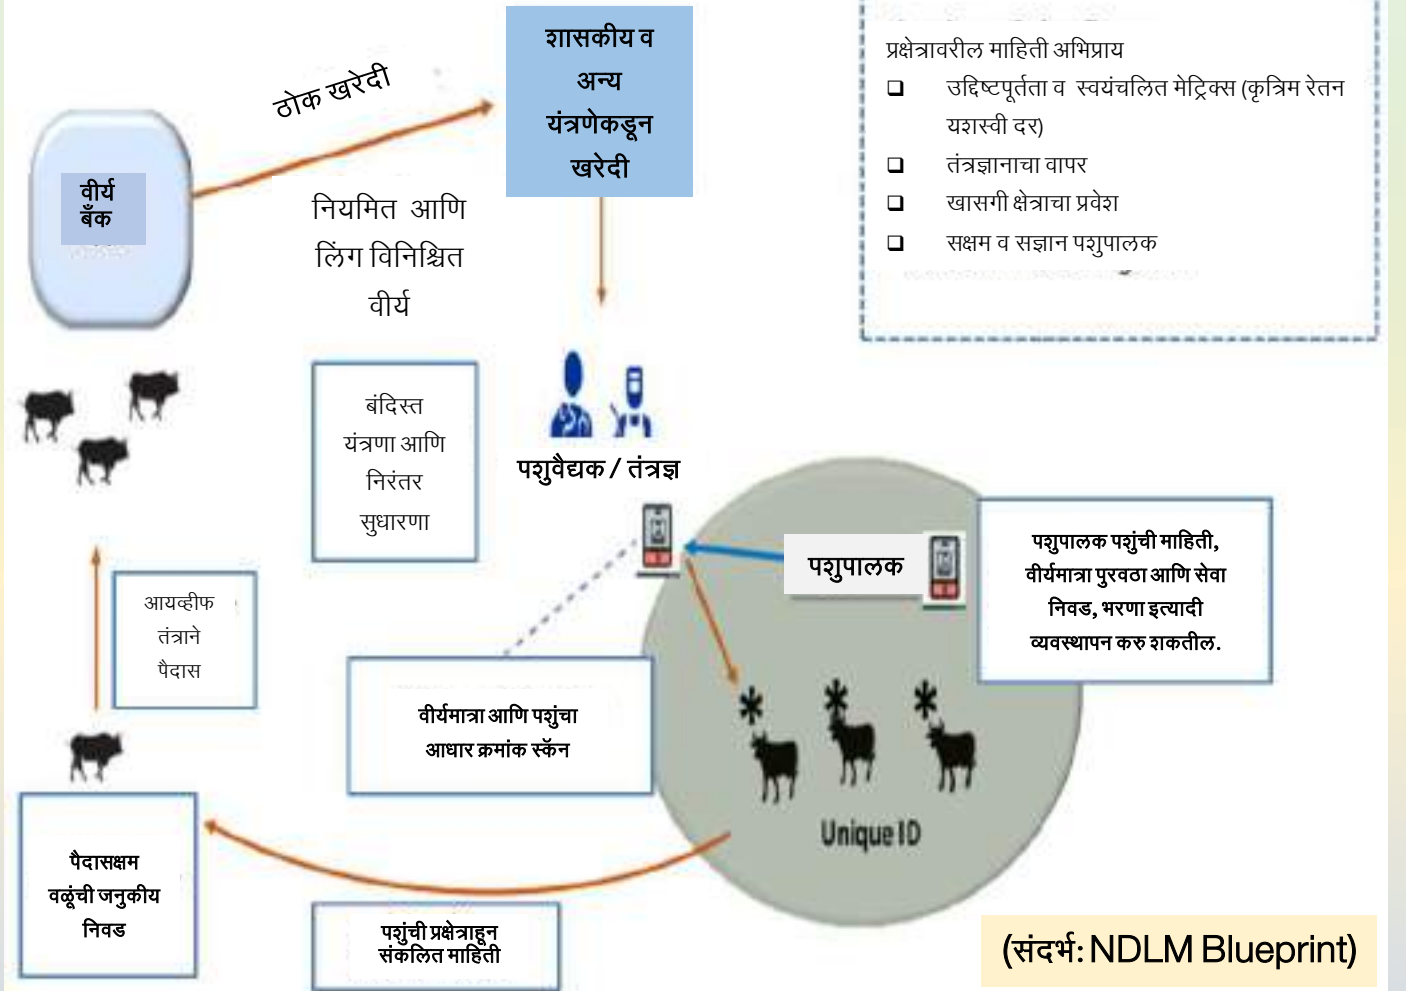 ठोक खरेदी
शासकीय व
अन्य
यंत्रणेकडून
खरेदी
प्रक्षेत्रावरील माहिती अभिप्राय
उद्दिष्टपूर्तता व स्वयंचलित मेट्रिक्स (कृत्रिम रेतन
यशस्वी दर)
तंत्रज्ञानाचा वापर
खासगी क्षेत्राचा प्रवेश
सक्षम व सज्ञान पशुपालक
वीर्य
बँक
नियमित आणि
लिंग विनिश्चित
वीर्य
बंदिस्त
यंत्रणा आणि
निरंतर
सुधारणा
पशुवैद्यक / तंत्रज्ञ
पशुपालक
पशुपालक पशुंची माहिती,
वीर्यमात्रा पुरवठा आणि सेवा
निवड, भरणा इत्यादी
व्यवस्थापन करु शकतील.
आयव्हीफ
तंत्राने
पैदास
वीर्यमात्रा आणि पशुंचा
आधार क्रमांक स्कॅन
Unique ID
पैदासक्षम
वळूंची जनुकीय
निवड
पशुंची प्रक्षेत्राहून
संकलित माहिती
(संदर्भ: NDLM Blueprint)